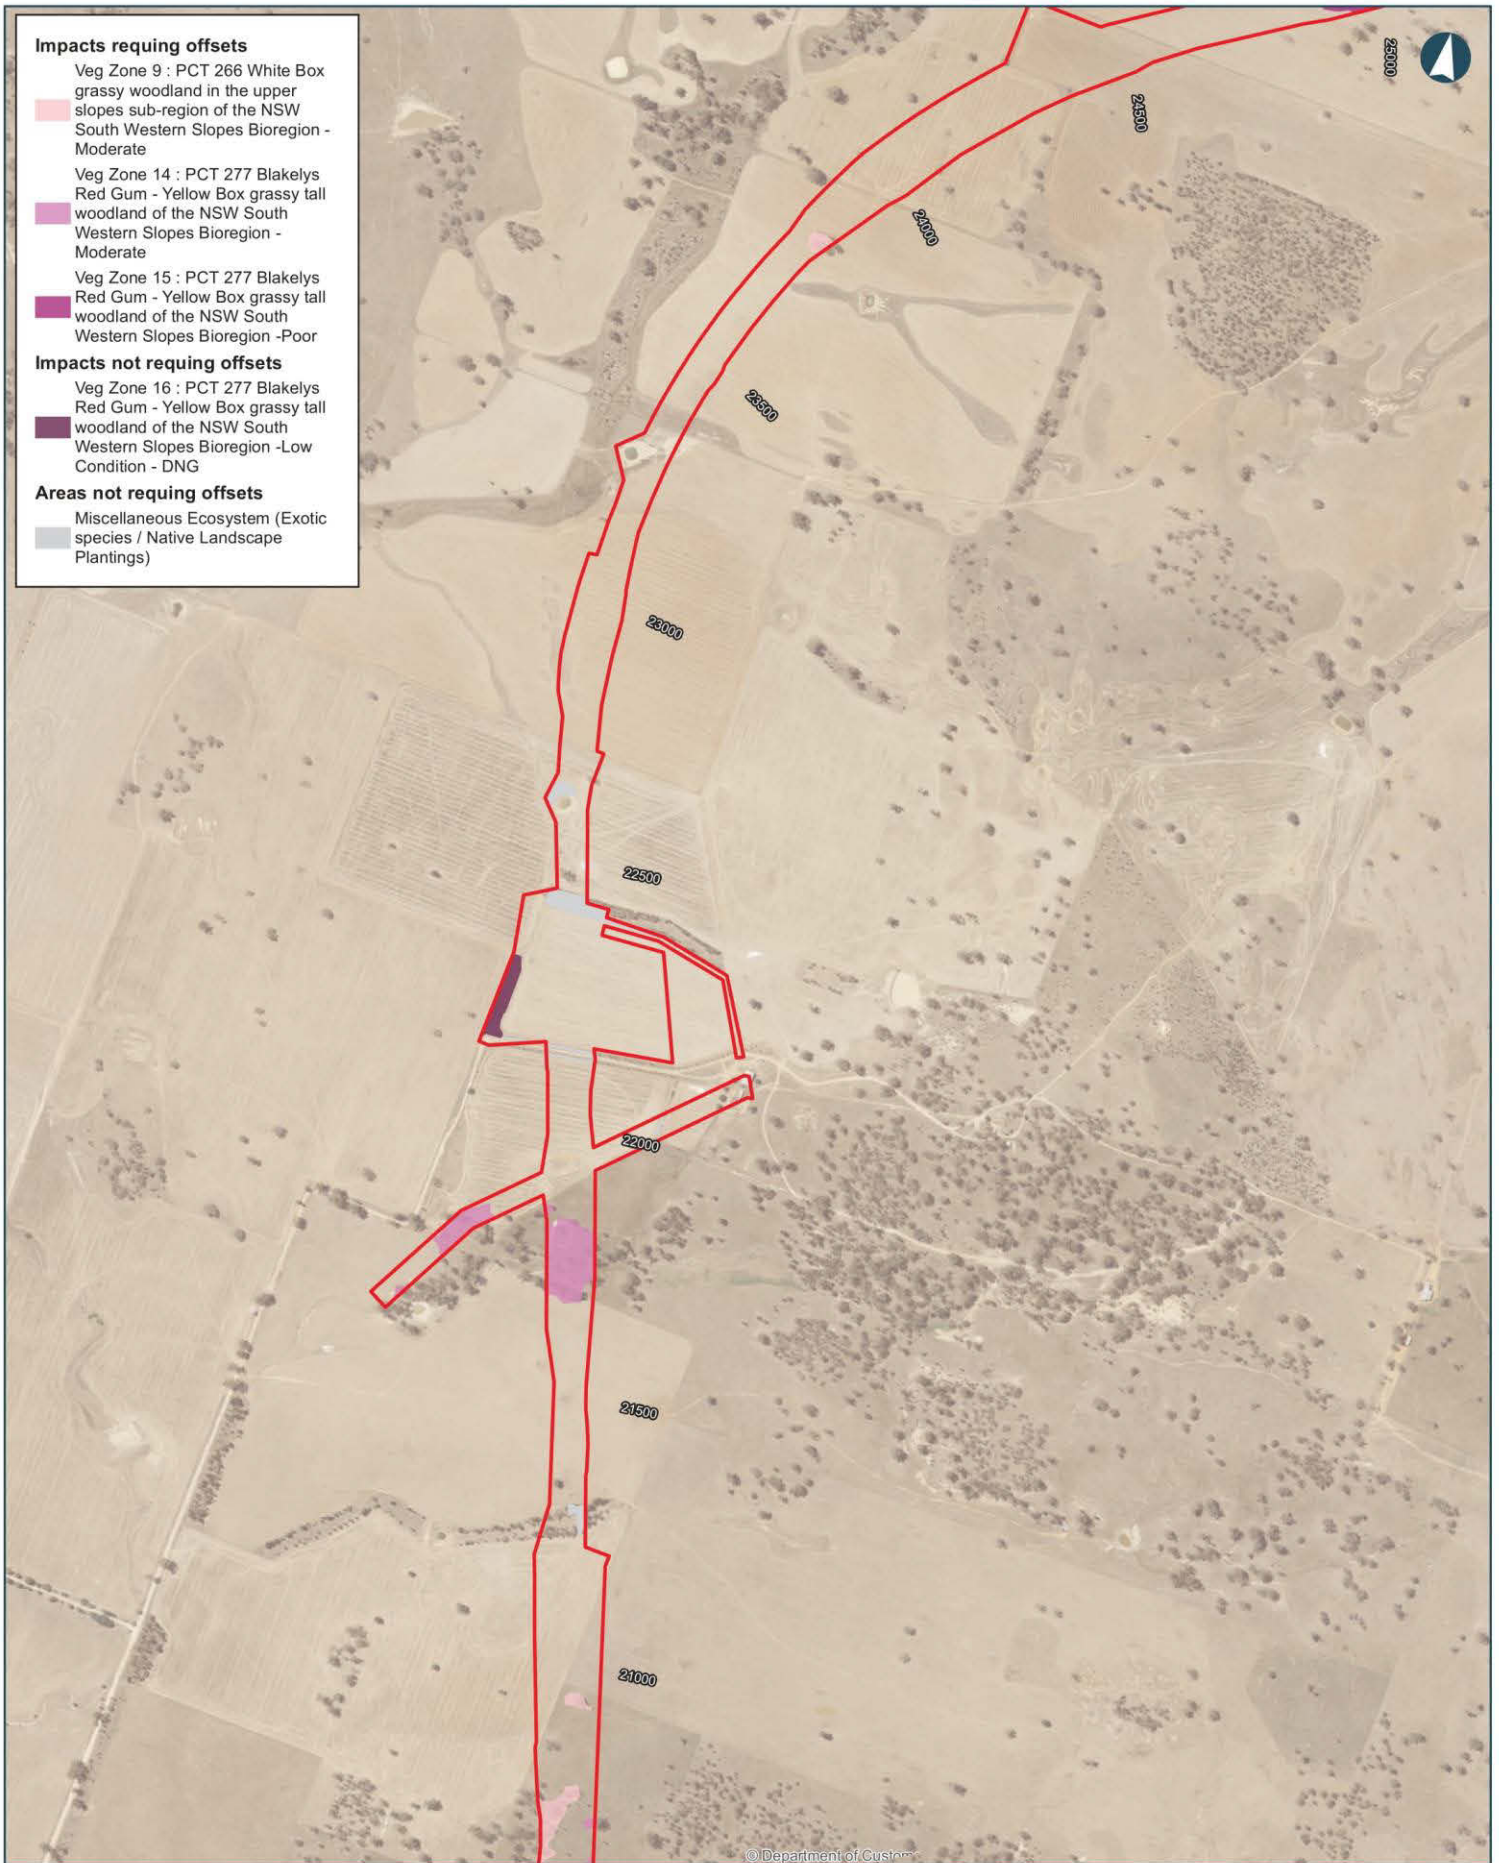 Impacts requing offsets
Veg Zone 9 : PCT 266 White Box
grassy woodland in the upper
slopes sub-region of the NSW
South Western Slopes Bioregion -
Moderate
Veg Zone 14 : PCT 277 Blakelys
Red Gum - Yellow Box grassy tall
woodland of the NSW South
Western Slopes Bioregion -
Moderate
Veg Zone 15 : PCT 277 Blakelys
Red Gum - Yellow Box grassy tall
woodland of the NSW South
Western Slopes Bioregion -Poor
Impacts not requing offsets
Veg Zone 16 : PCT 277 Blakelys
Red Gum - Yellow Box grassy tall
woodland of the NSW South
Western Slopes Bioregion -Low
Condition - DNG
Areas not requing offsets
Miscellaneous Ecosystem (Exotic
species / Native Landscape
Plantings)
25000
24500
24000
23500
23000
22500
22000
21500
21000
© Department of